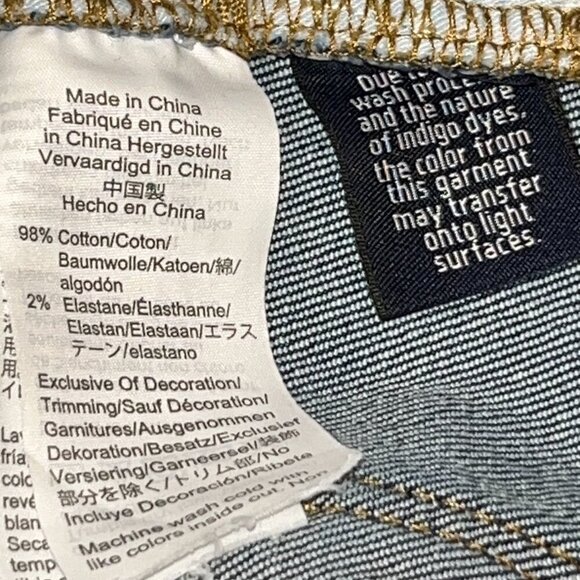 Made in China
Fabriqué en Chine
in China Hergestellt
Vervaardigd in China
中国製
Hecho en China
98% Cotton/Coton/
Baumwolle/Katoen/綿/
algodón
2% Elastane/Élasthanne/
Elastan/Elastaan/エラス
テーン/elastano
Exclusive Of Decoration/
Trimming/Sauf Décoration/
Garnitures/Ausgenommen
Dekoration/Besatz/Exclusief
Versiering/Garneersel/装飾
部分を除く/トリム部/No
Incluye Decoración/Ribete
Machine wash cold with
like colors inside out. Non
wash
and the nature
of indigo dyes.
the color from
this garment
may transfer
onto light
surfaces.